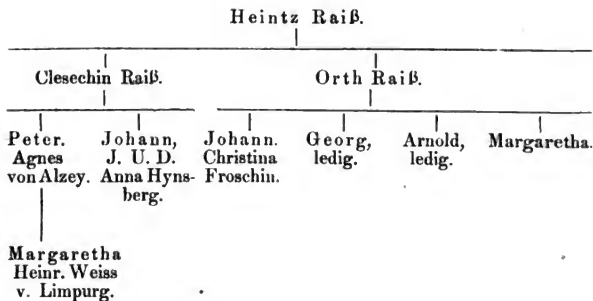 Heintz Raiß.
Clesechin Raiß. Orth Raiß.
Peter. Johann, Johann. Georg, Arnold, Margaretha.
Agnes J. U. D. Christina ledig. ledig.
von Alzey. Anna Hyns- Froschin.
berg.
Margaretha
Heinr. Weiss
v. Limpurg.